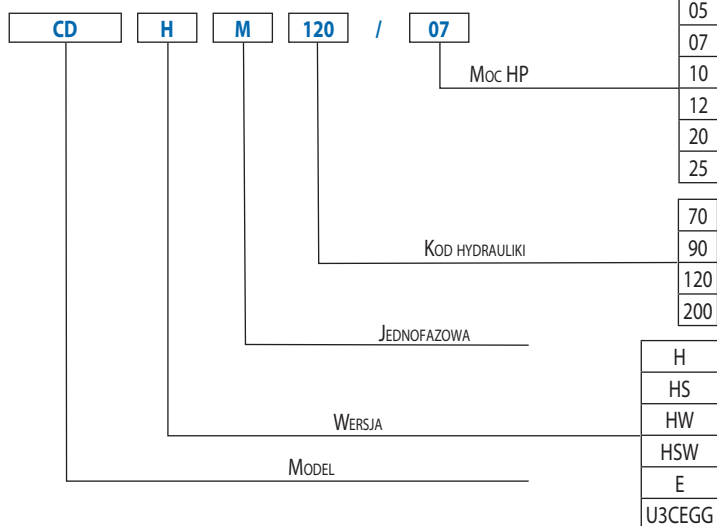 CD H M 120 / 07
05
07
Moc HP 10
12
20
25
70
Kod hydrauliki 90
120
200
Jednofazowa
H
HS
Wersja HW
HSW
Model E
U3CEGG